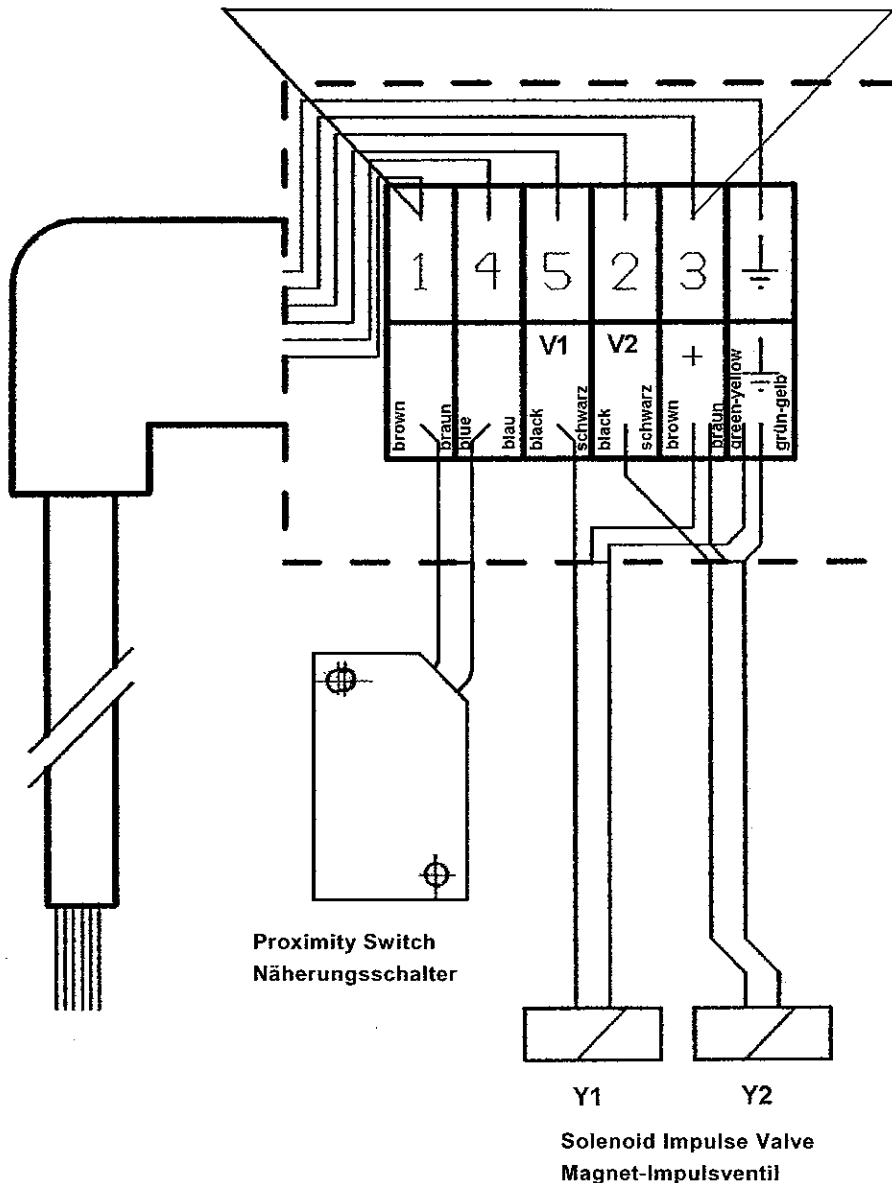 1 4 5 2 3
V1 V2 +
brown braun blue blau black schwarz black schwarz brown braun green-yellow grün-gelb
Proximity Switch
Näherungsschalter
Y1 Y2
Solenoid Impulse Valve
Magnet-Impulsventil